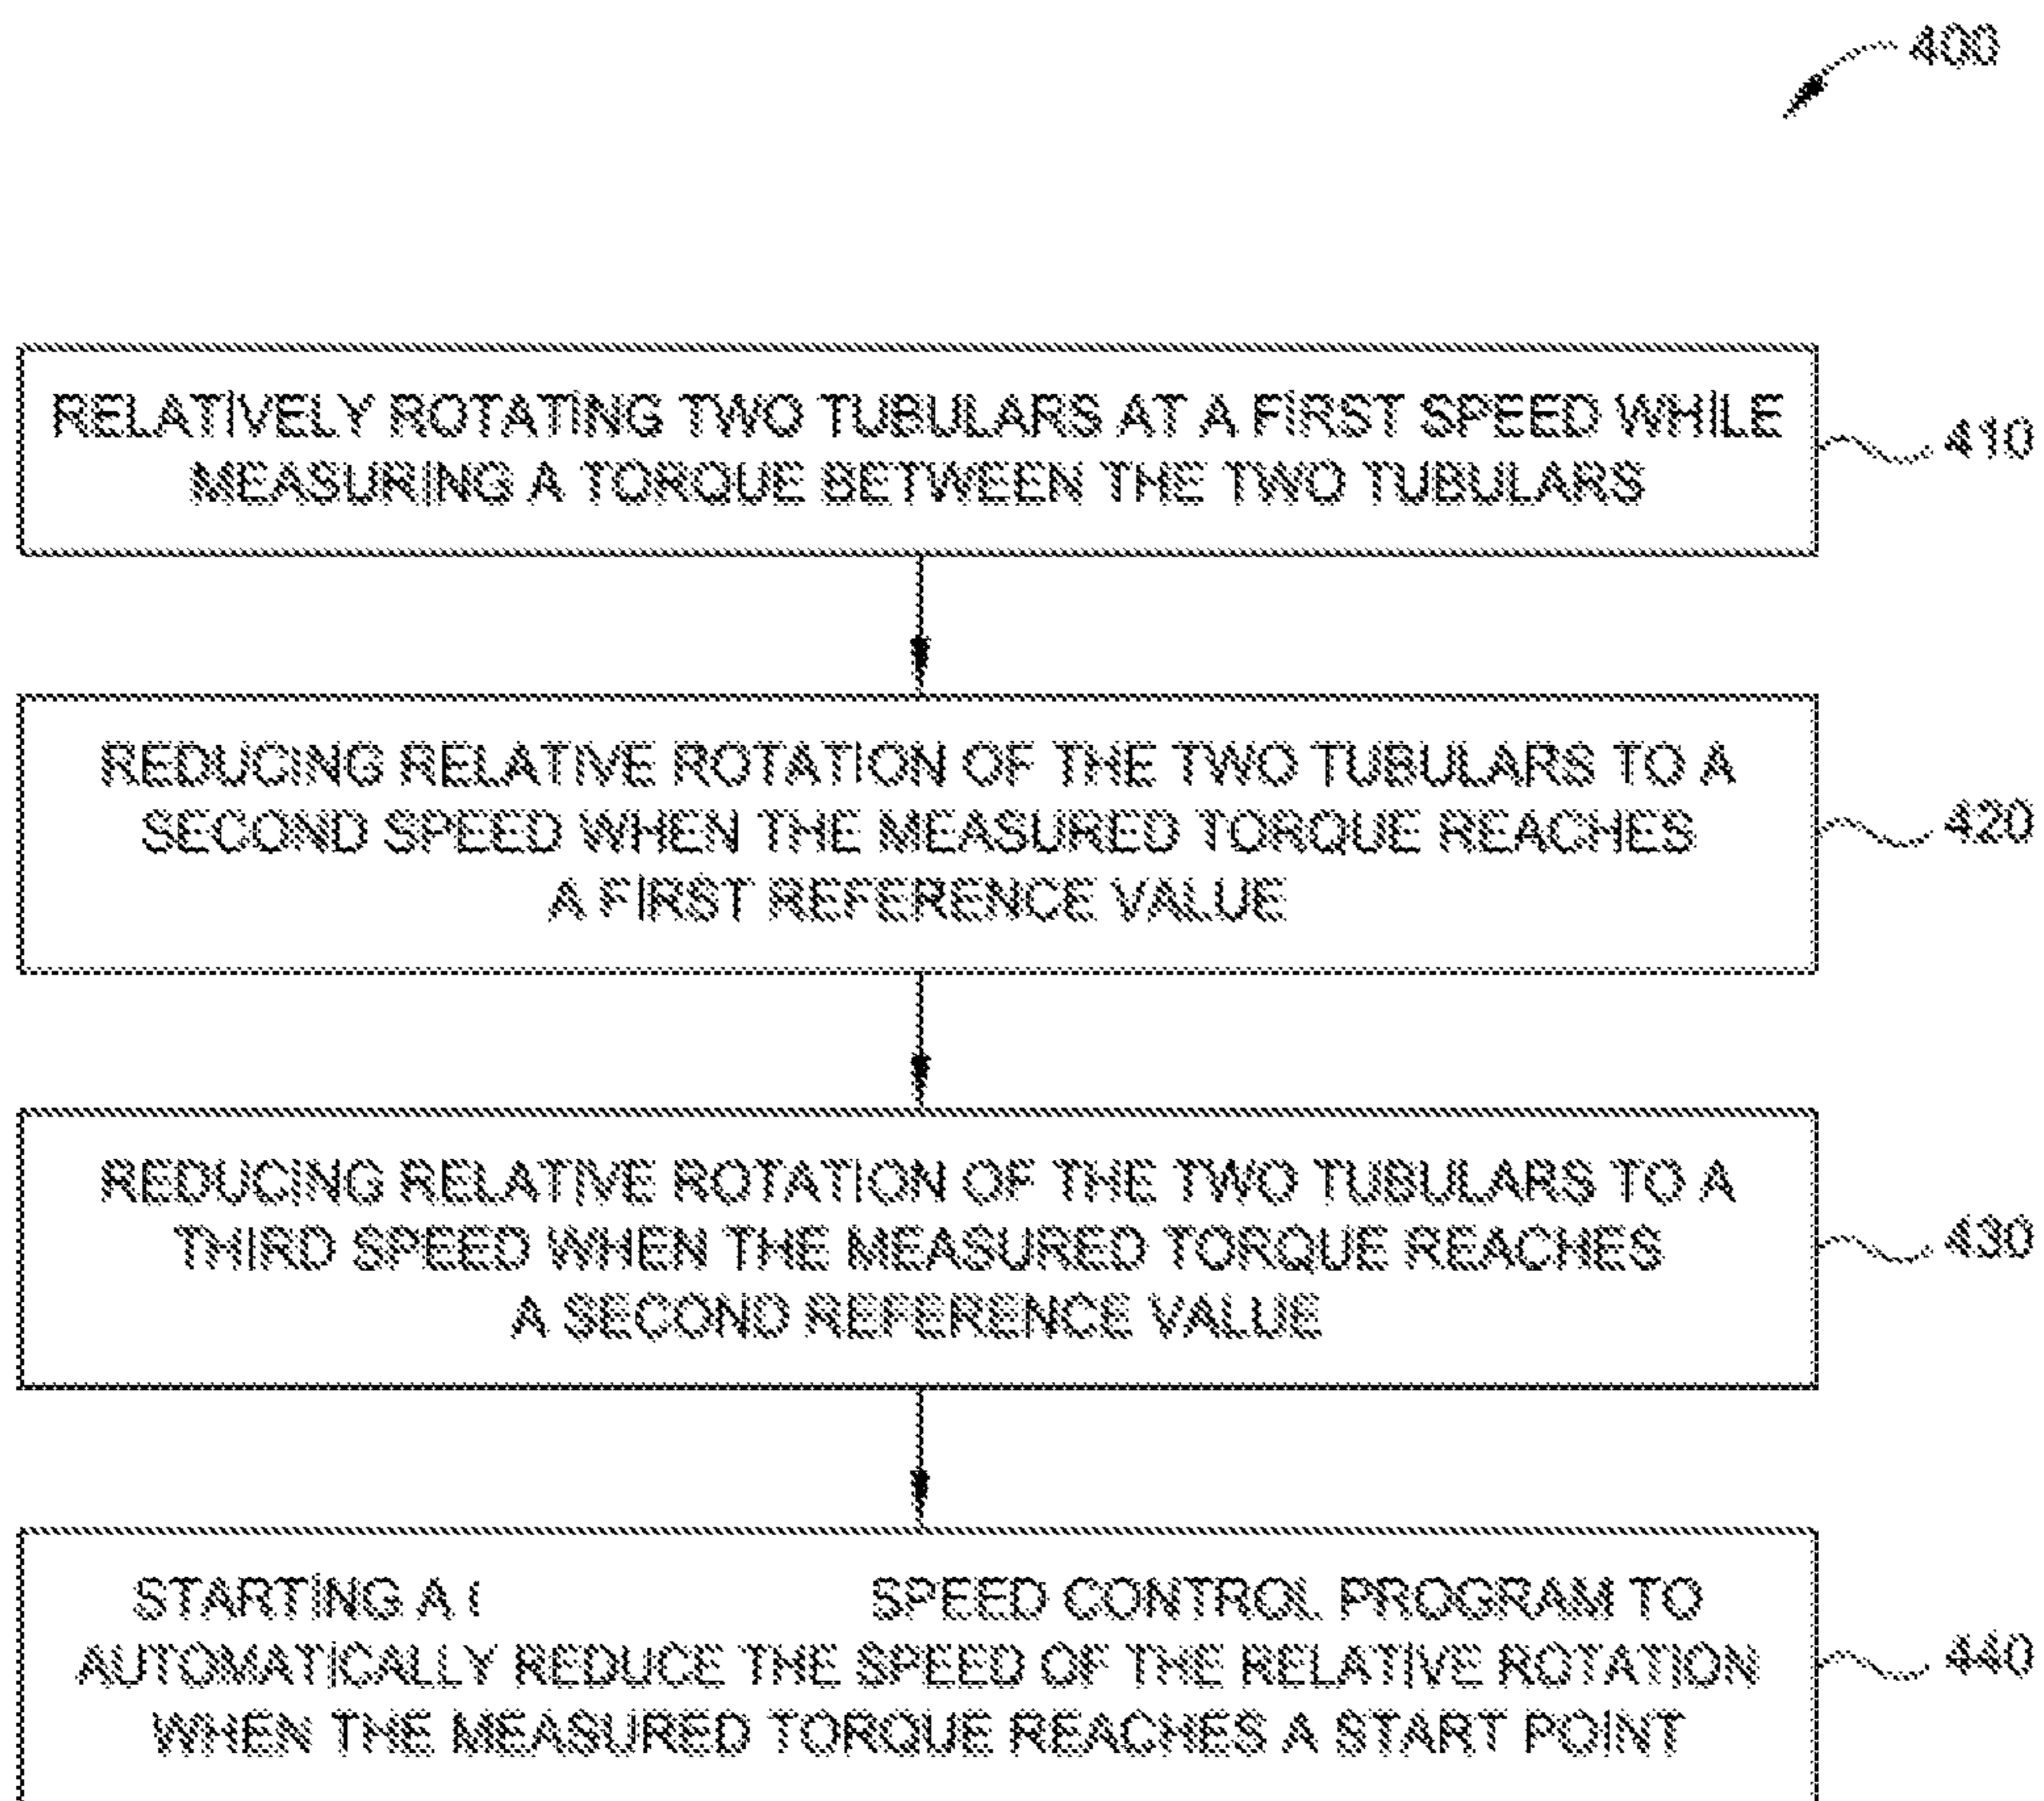 400
RELATIVELY ROTATING TWO TUBULARS AT A FIRST SPEED WHILE
MEASURING A TORQUE BETWEEN THE TWO TUBULARS
410
REDUCING RELATIVE ROTATION OF THE TWO TUBULARS TO A
SECOND SPEED WHEN THE MEASURED TORQUE REACHES
A FIRST REFERENCE VALUE
420
REDUCING RELATIVE ROTATION OF THE TWO TUBULARS TO A
THIRD SPEED WHEN THE MEASURED TORQUE REACHES
A SECOND REFERENCE VALUE
430
STARTING A SPEED CONTROL PROGRAM TO
AUTOMATICALLY REDUCE THE SPEED OF THE RELATIVE ROTATION
WHEN THE MEASURED TORQUE REACHES A START POINT
440